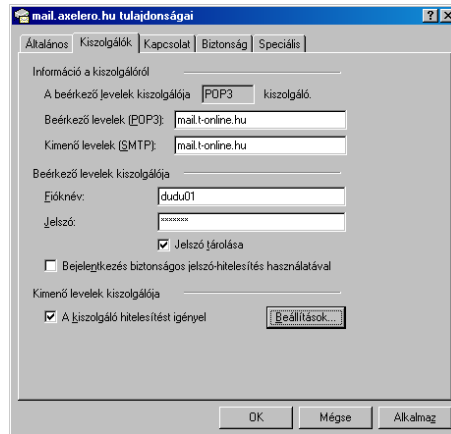 mail.axelero.hu tulajdonságai
Általános Kiszolgálók Kapcsolat Biztonság Speciális
Információ a kiszolgálóról
A beérkező levelek kiszolgálója POP3 kiszolgáló.
Beérkező levelek (POP3): mail.t-online.hu
Kimenő levelek (SMTP): mail.t-online.hu
Beérkező levelek kiszolgálója
Fióknév: dudu01
Jelszó: *******
Jelszó tárolása
Bejelentkezés biztonságos jelszó-hitelesítés használatával
Kimenő levelek kiszolgálója
A kiszolgáló hitelesítést igényel Beállítások...
OK Mégse Alkalmaz